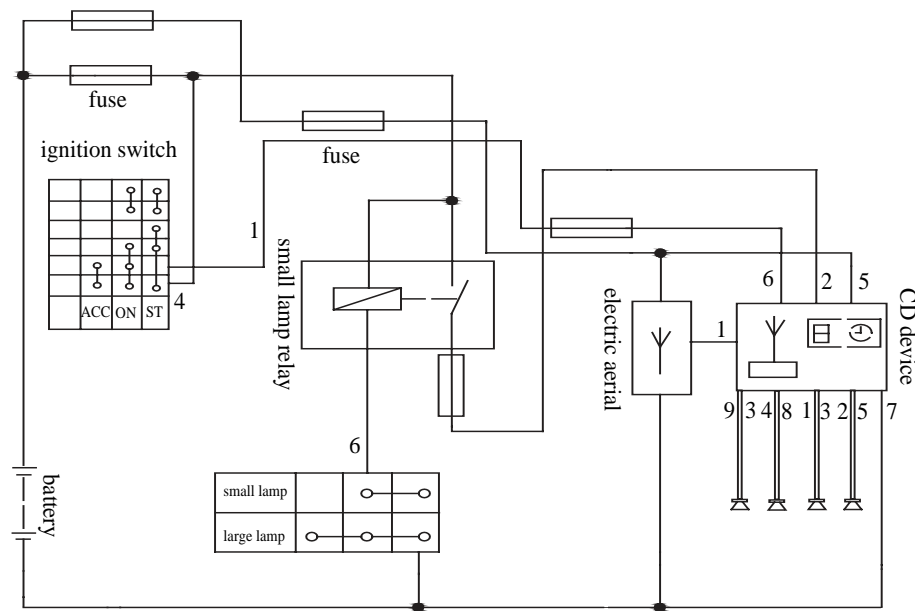 fuse
fuse
ignition switch
1
small lamp relay
ACC ON ST
4
6
2
5
CD device
electric aerial
1
9 3 4 8 1 3 2 5 7
6
battery
small lamp
large lamp